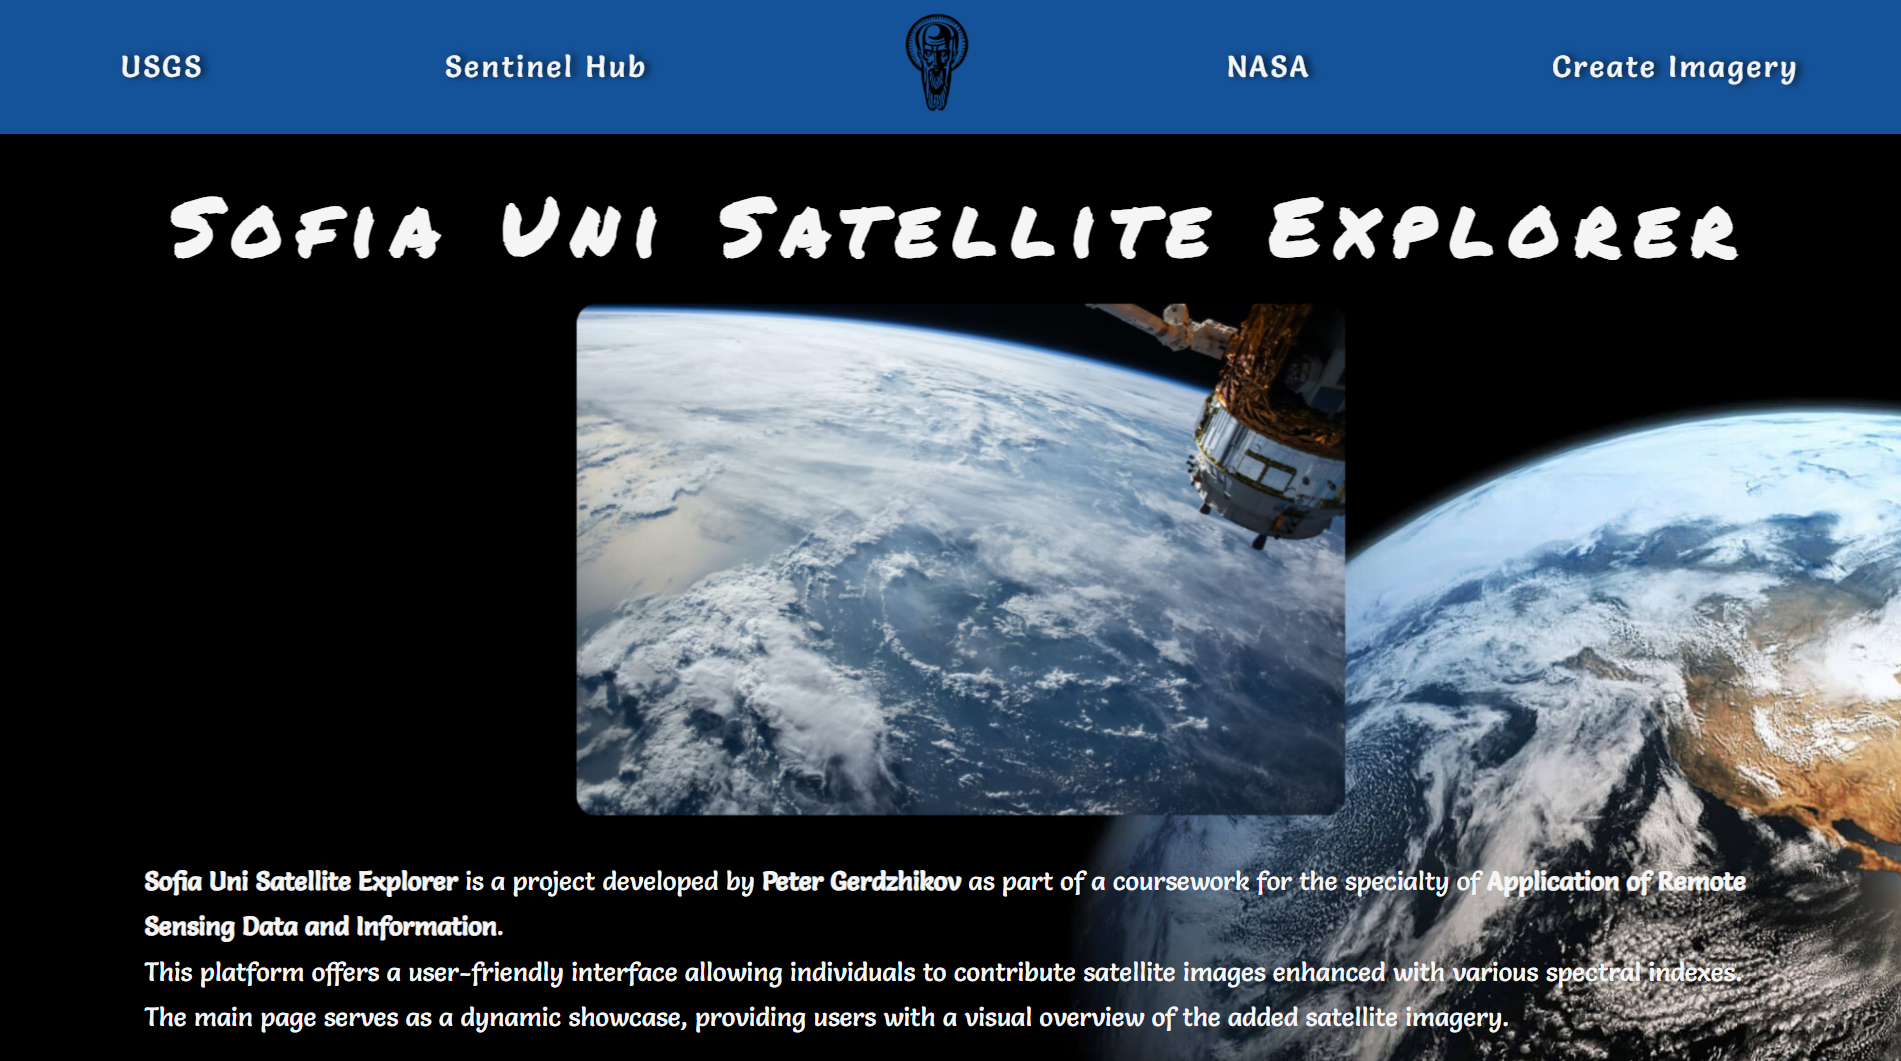 USGS
Sentinel Hub
NASA
Create Imagery
Sofia Uni Satellite Explorer
Sofia Uni Satellite Explorer is a project developed by Peter Gerdzhikov as part of a coursework for the specialty of Application of Remote
Sensing Data and Information.
This platform offers a user-friendly interface allowing individuals to contribute satellite images enhanced with various spectral indexes.
The main page serves as a dynamic showcase, providing users with a visual overview of the added satellite imagery.